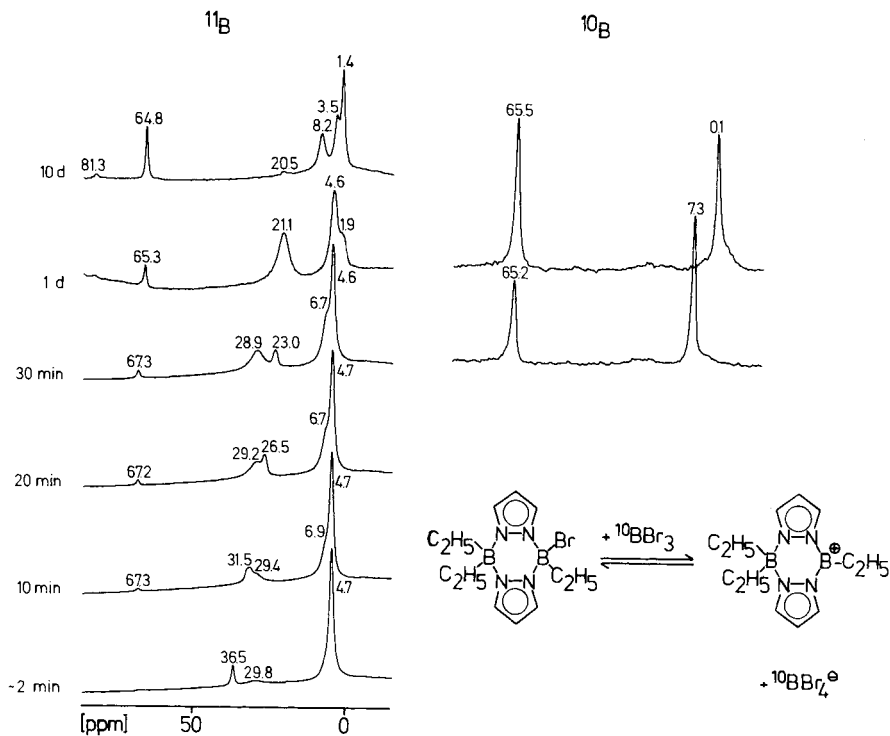 ¹¹B
¹⁰B
10 d
81.3
64.8
20.5
8.2
3.5
1.4
1 d
65.3
21.1
4.6
1.9
30 min
67.3
28.9
23.0
6.7
4.6
20 min
67.2
29.2
26.5
6.7
4.7
10 min
67.3
31.5
29.4
6.9
4.7
~2 min
36.5
29.8
4.7
[ppm]
50
0
65.5
0.1
65.2
7.3
C₂H₅
C₂H₅
B
N-N
N-N
B
Br
C₂H₅
+ ¹⁰BBr₃
C₂H₅
C₂H₅
B
N-N
N-N
B
⊕
-C₂H₅
+ ¹⁰BBr₄⊖